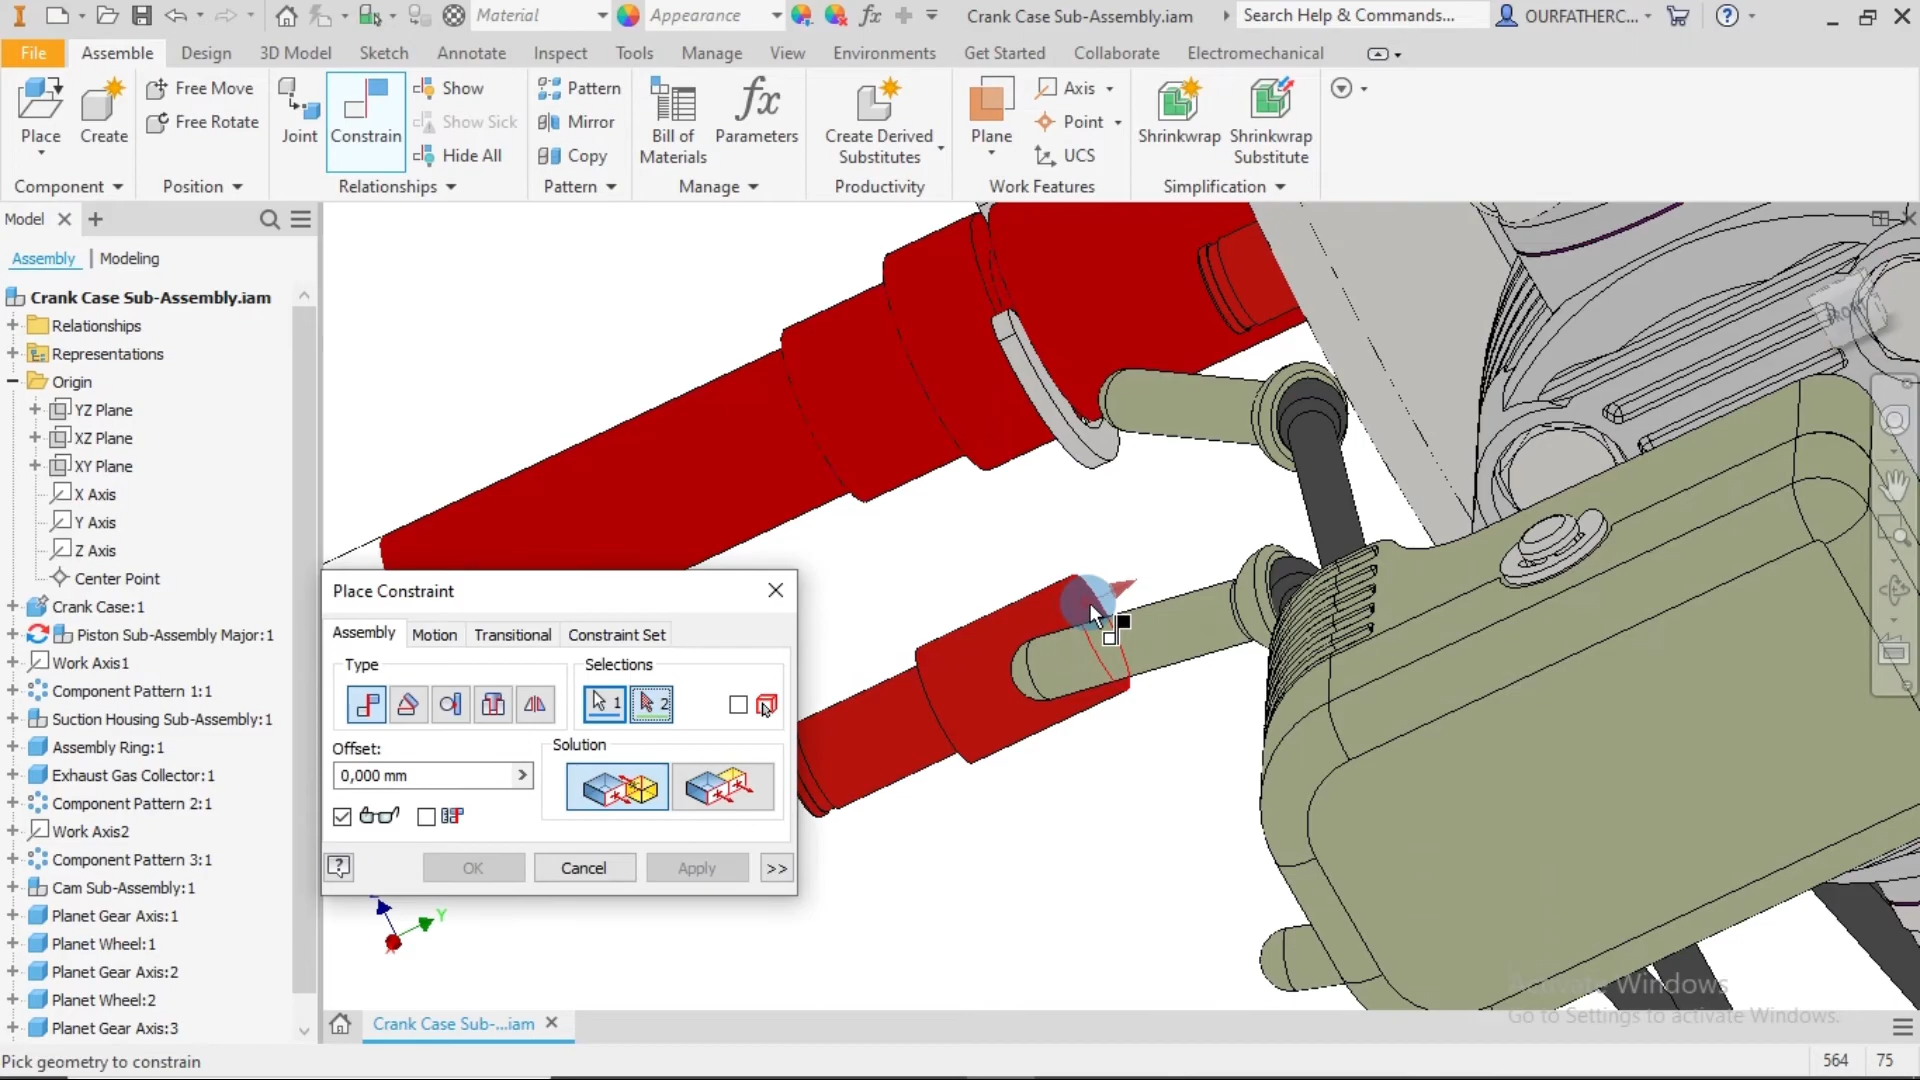 Material
Appearance
Crank Case Sub-Assembly.iam
Search Help & Commands...
OURFATHERC...
File
Assemble
Design
3D Model
Sketch
Annotate
Inspect
Tools
Manage
View
Environments
Get Started
Collaborate
Electromechanical
Place
Create
Free Move
Free Rotate
Component
Position
Joint
Constrain
Show
Show Sick
Hide All
Relationships
Pattern
Mirror
Copy
Pattern
Bill of
Materials
fx
Parameters
Manage
Create Derived
Substitutes
Productivity
Plane
Axis
Point
UCS
Work Features
Shrinkwrap
Shrinkwrap
Substitute
Simplification
Model
Assembly
Modeling
Crank Case Sub-Assembly.iam
Relationships
Representations
Origin
YZ Plane
XZ Plane
XY Plane
X Axis
Y Axis
Z Axis
Center Point
Crank Case:1
Piston Sub-Assembly Major:1
Work Axis1
Component Pattern 1:1
Suction Housing Sub-Assembly:1
Assembly Ring:1
Exhaust Gas Collector:1
Component Pattern 2:1
Work Axis2
Component Pattern 3:1
Cam Sub-Assembly:1
Planet Gear Axis:1
Planet Wheel:1
Planet Gear Axis:2
Planet Wheel:2
Planet Gear Axis:3
Place Constraint
Assembly
Motion
Transitional
Constraint Set
Type
Selections
1
2
Offset:
0,000 mm
Solution
OK
Cancel
Apply
>>
Y
X
FRONT
Activate Windows
Go to Settings to activate Windows.
Crank Case Sub-...iam
Pick geometry to constrain
564
75